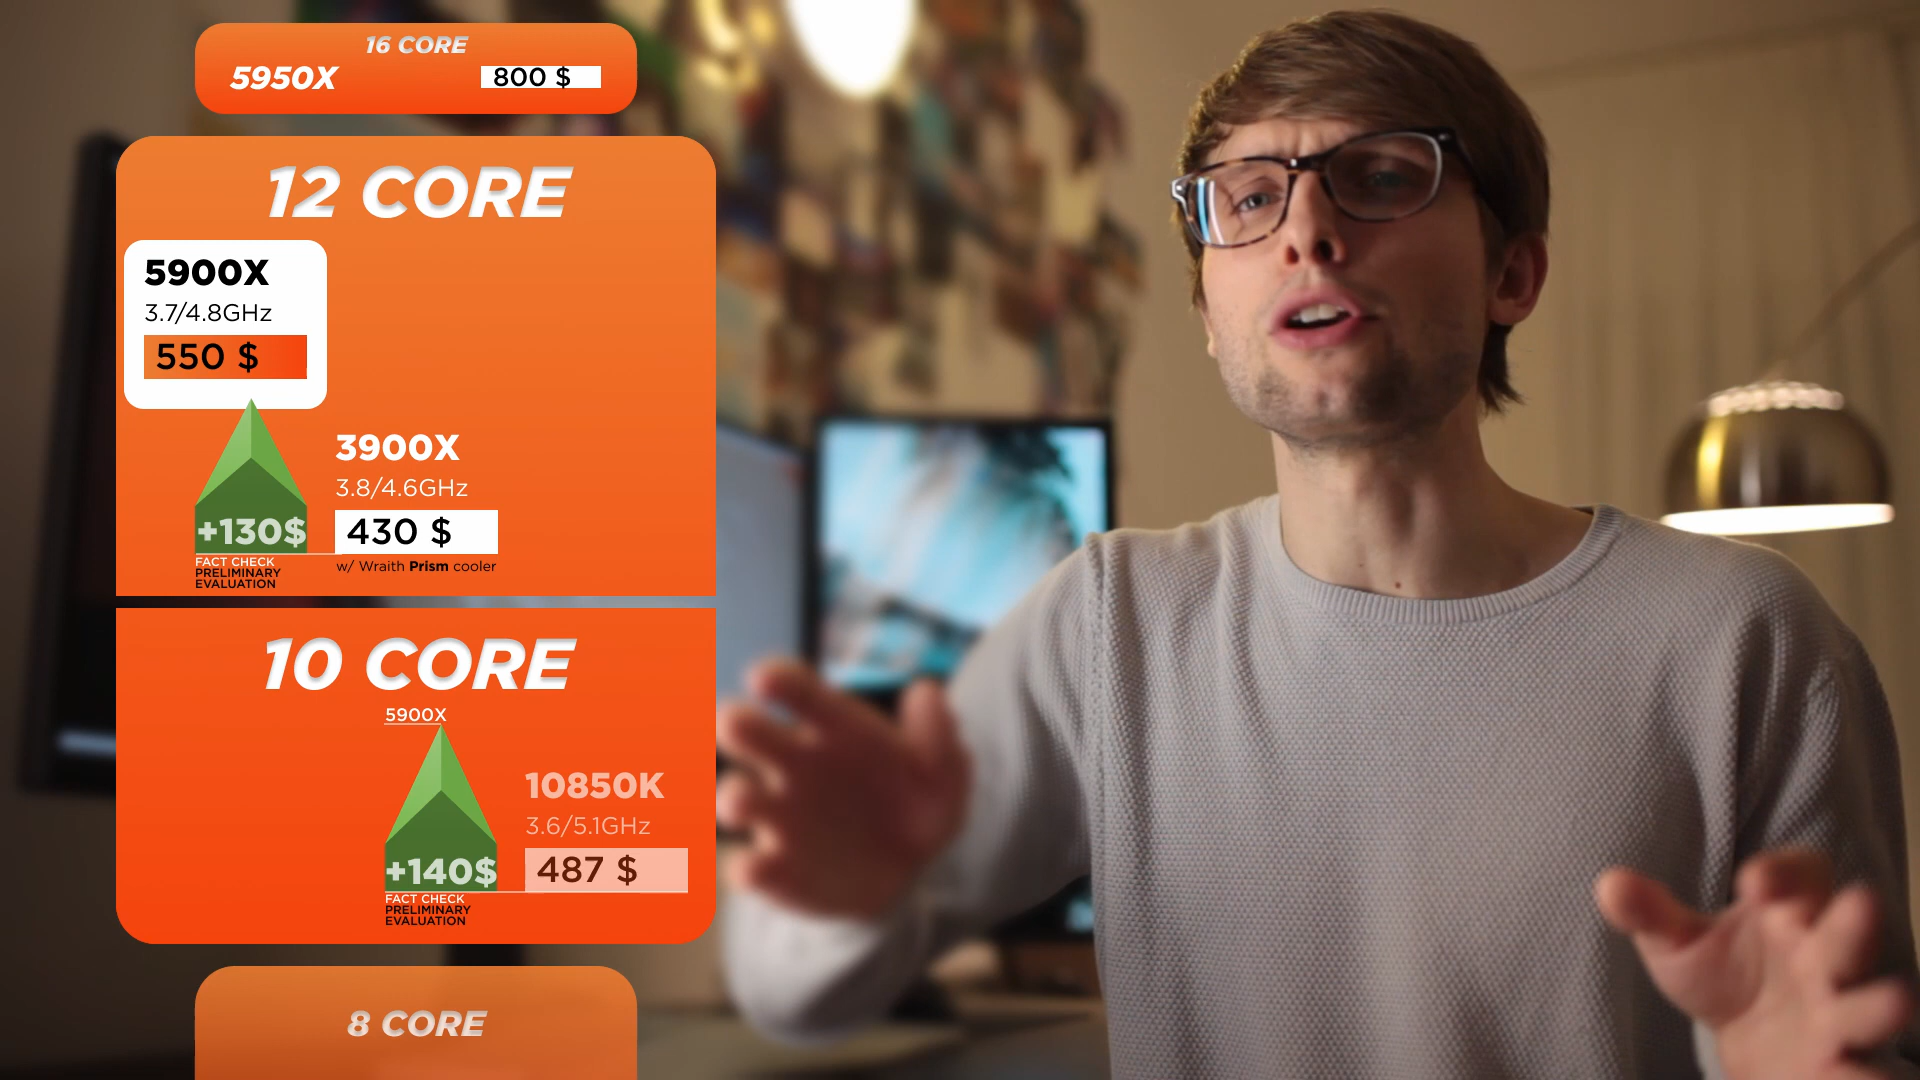 16 CORE
5950X
800 $
12 CORE
5900X
3.7/4.8GHz
550 $
3900X
3.8/4.6GHz
+130$
430 $
FACT CHECK
PRELIMINARY
EVALUATION
w/ Wraith Prism cooler
10 CORE
5900X
10850K
3.6/5.1GHz
+140$
487 $
FACT CHECK
PRELIMINARY
EVALUATION
8 CORE